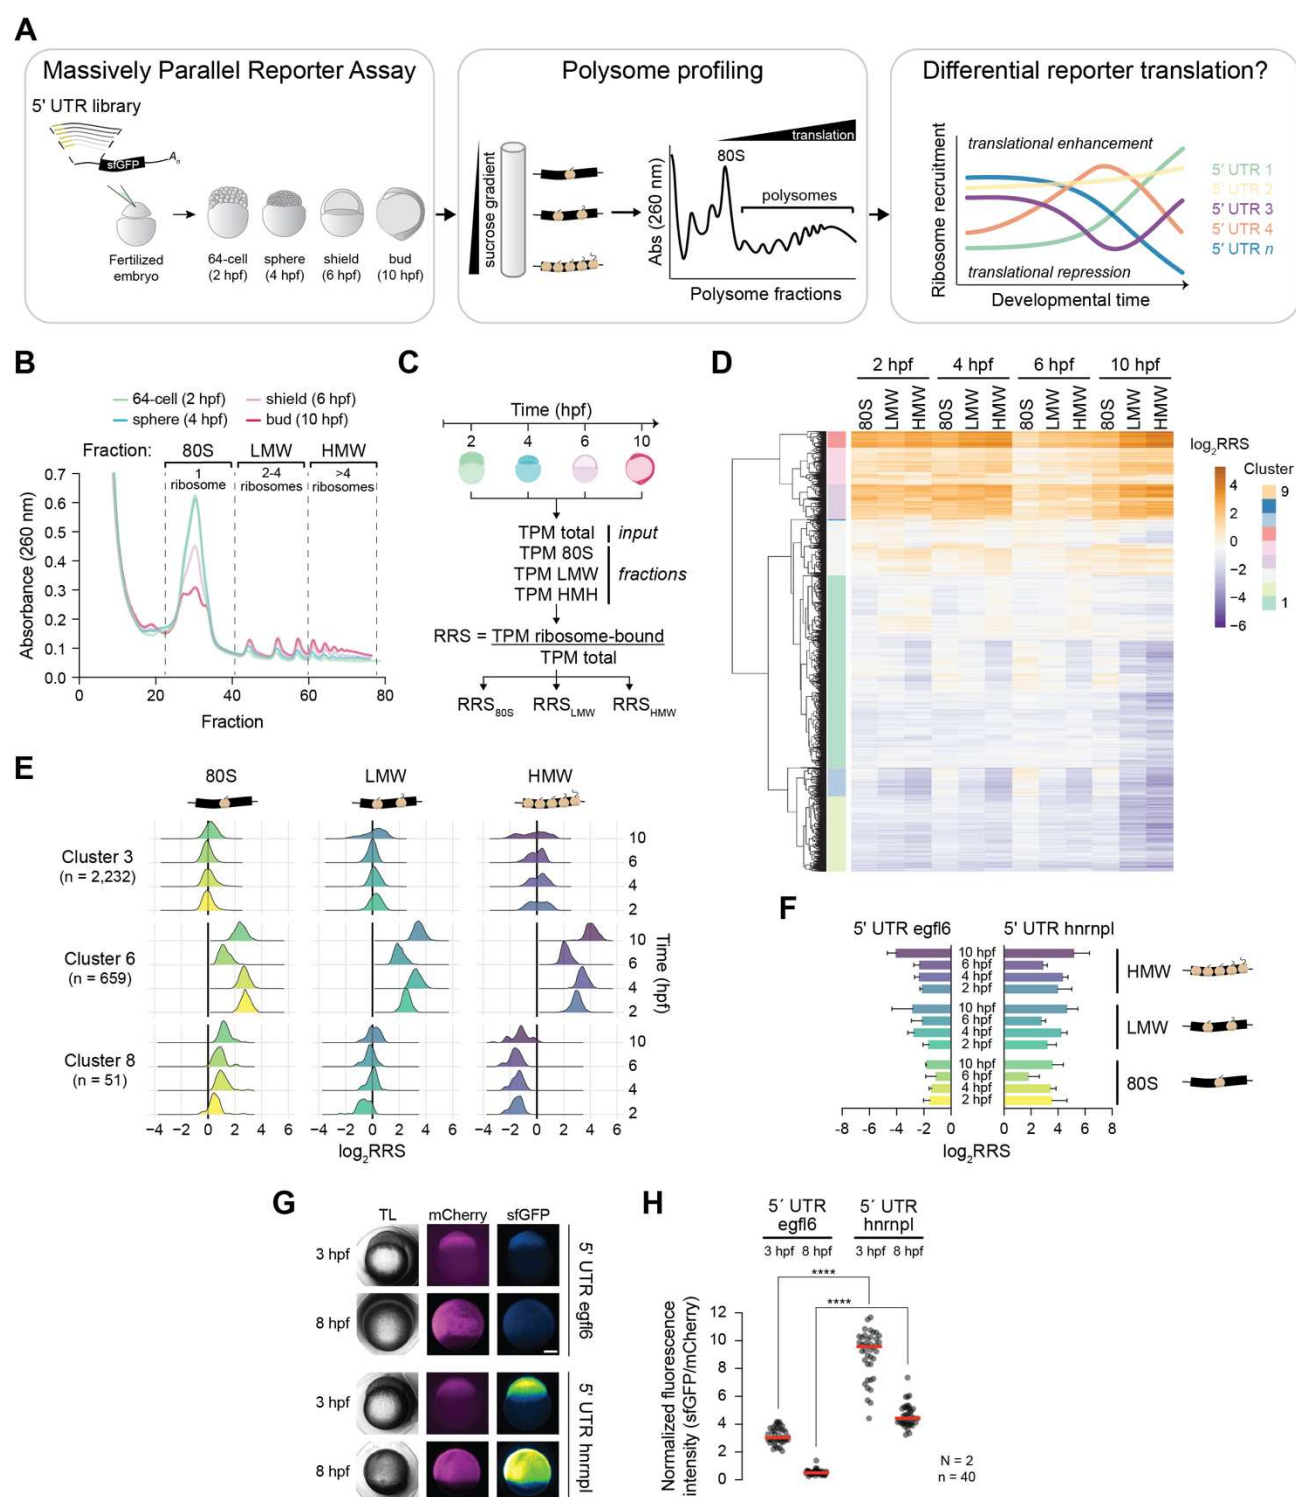 A
Massively Parallel Reporter Assay
5' UTR library
sfGFP
An
Fertilized
embryo
64-cell
(2 hpf)
sphere
(4 hpf)
shield
(6 hpf)
bud
(10 hpf)
Polysome profiling
sucrose gradient
translation
80S
polysomes
Abs (260 nm)
Polysome fractions
Differential reporter translation?
translational enhancement
translational repression
Ribosome recruitment
Developmental time
5' UTR 1
5' UTR 2
5' UTR 3
5' UTR 4
5' UTR n
B
64-cell (2 hpf)
shield (6 hpf)
sphere (4 hpf)
bud (10 hpf)
Fraction: 80S LMW HMW
1 ribosome
2-4 ribosomes
>4 ribosomes
Absorbance (260 nm)
0.7
0.6
0.5
0.4
0.3
0.2
0.1
0.0
0 20 40 60 80
Fraction
C
Time (hpf)
2 4 6 10
TPM total input
TPM 80S
TPM LMW fractions
TPM HMH
RRS = TPM ribosome-bound
TPM total
RRS80S RRSLMW RRSHMW
D
2 hpf 4 hpf 6 hpf 10 hpf
80S LMW HMW 80S LMW HMW 80S LMW HMW 80S LMW HMW
log2RRS
4
2
0
−2
−4
−6
Cluster
9
1
E
80S LMW HMW
Cluster 3
(n = 2,232)
10
6
4
2
Cluster 6
(n = 659)
10
6
4
2
Cluster 8
(n = 51)
10
6
4
2
Time (hpf)
−4 −2 0 2 4 6 −4 −2 0 2 4 6 −4 −2 0 2 4 6
log2RRS
F
5' UTR egfl6 5' UTR hnrnpl
10 hpf
6 hpf
4 hpf
2 hpf
HMW
10 hpf
6 hpf
4 hpf
2 hpf
LMW
10 hpf
6 hpf
4 hpf
2 hpf
80S
-8 -6 -4 -2 0 0 2 4 6 8
log2RRS
G
TL mCherry sfGFP
3 hpf
8 hpf
5' UTR egfl6
3 hpf
8 hpf
5' UTR hnrnpl
H
5´ UTR
egfl6
5´ UTR
hnrnpl
3 hpf 8 hpf 3 hpf 8 hpf
****
****
Normalized fluorescence
intensity (sfGFP/mCherry)
12
10
8
6
4
2
0
N = 2
n = 40